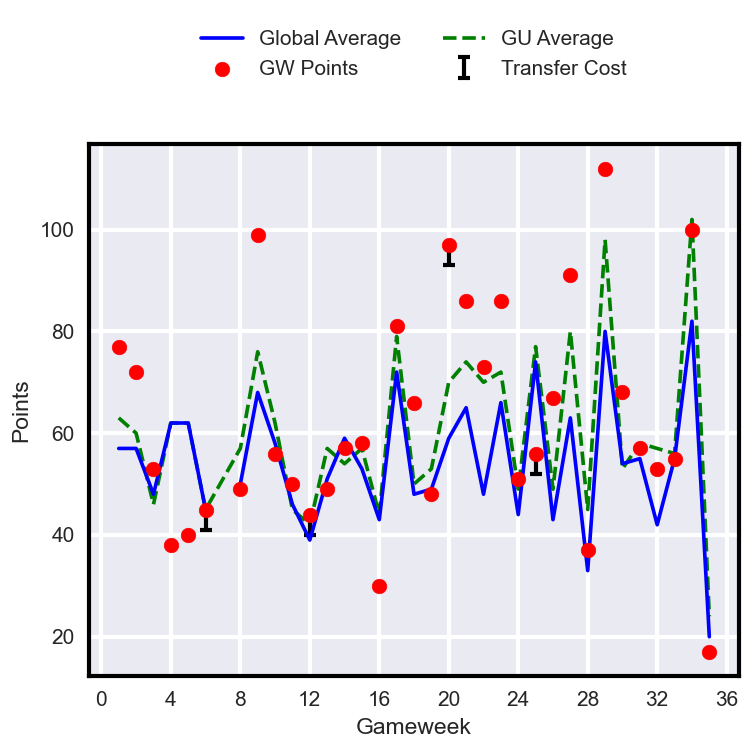 Global Average
GU Average
GW Points
Transfer Cost
100
80
60
40
20
Points
0 4 8 12 16 20 24 28 32 36
Gameweek